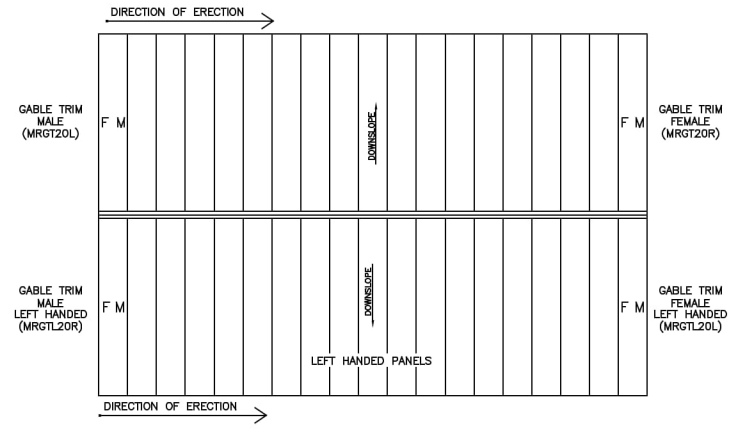 DIRECTION OF ERECTION
GABLE TRIM
MALE
(MRGT20L)
F M
DOWNSLOPE
F M
GABLE TRIM
FEMALE
(MRGT20R)
GABLE TRIM
MALE
LEFT HANDED
(MRGTL20R)
F M
DOWNSLOPE
F M
GABLE TRIM
FEMALE
LEFT HANDED
(MRGTL20L)
LEFT HANDED PANELS
DIRECTION OF ERECTION